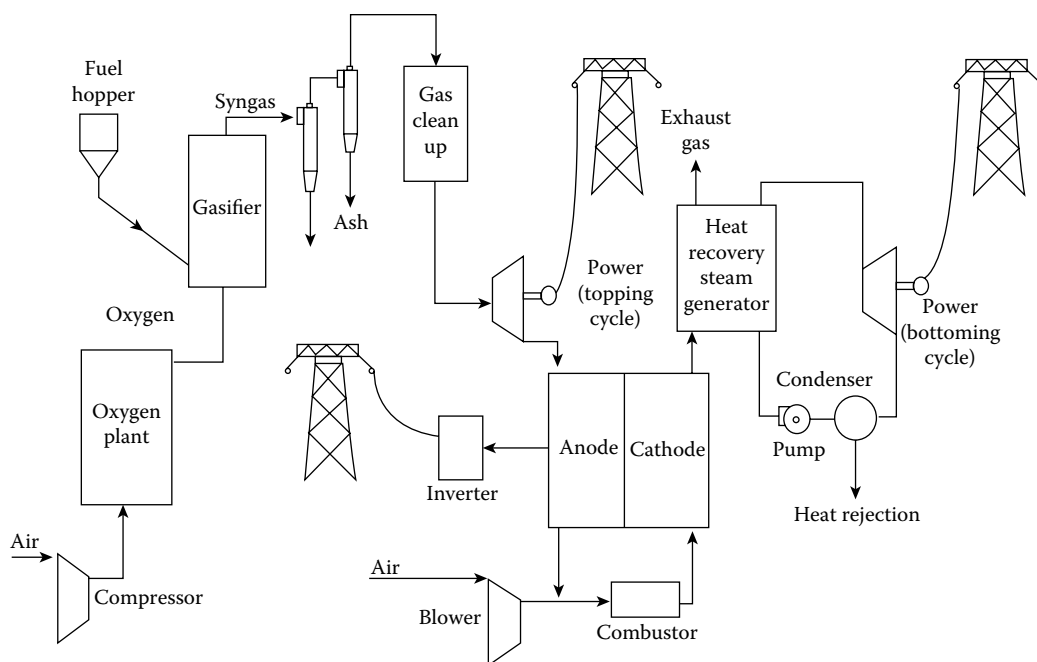 Fuel
hopper
Syngas
Gasifier
Ash
Gas
clean
up
Oxygen
Oxygen
plant
Air
Compressor
Power
(topping
cycle)
Exhaust
gas
Heat
recovery
steam
generator
Power
(bottoming
cycle)
Condenser
Pump
Heat rejection
Anode
Cathode
Inverter
Air
Blower
Combustor